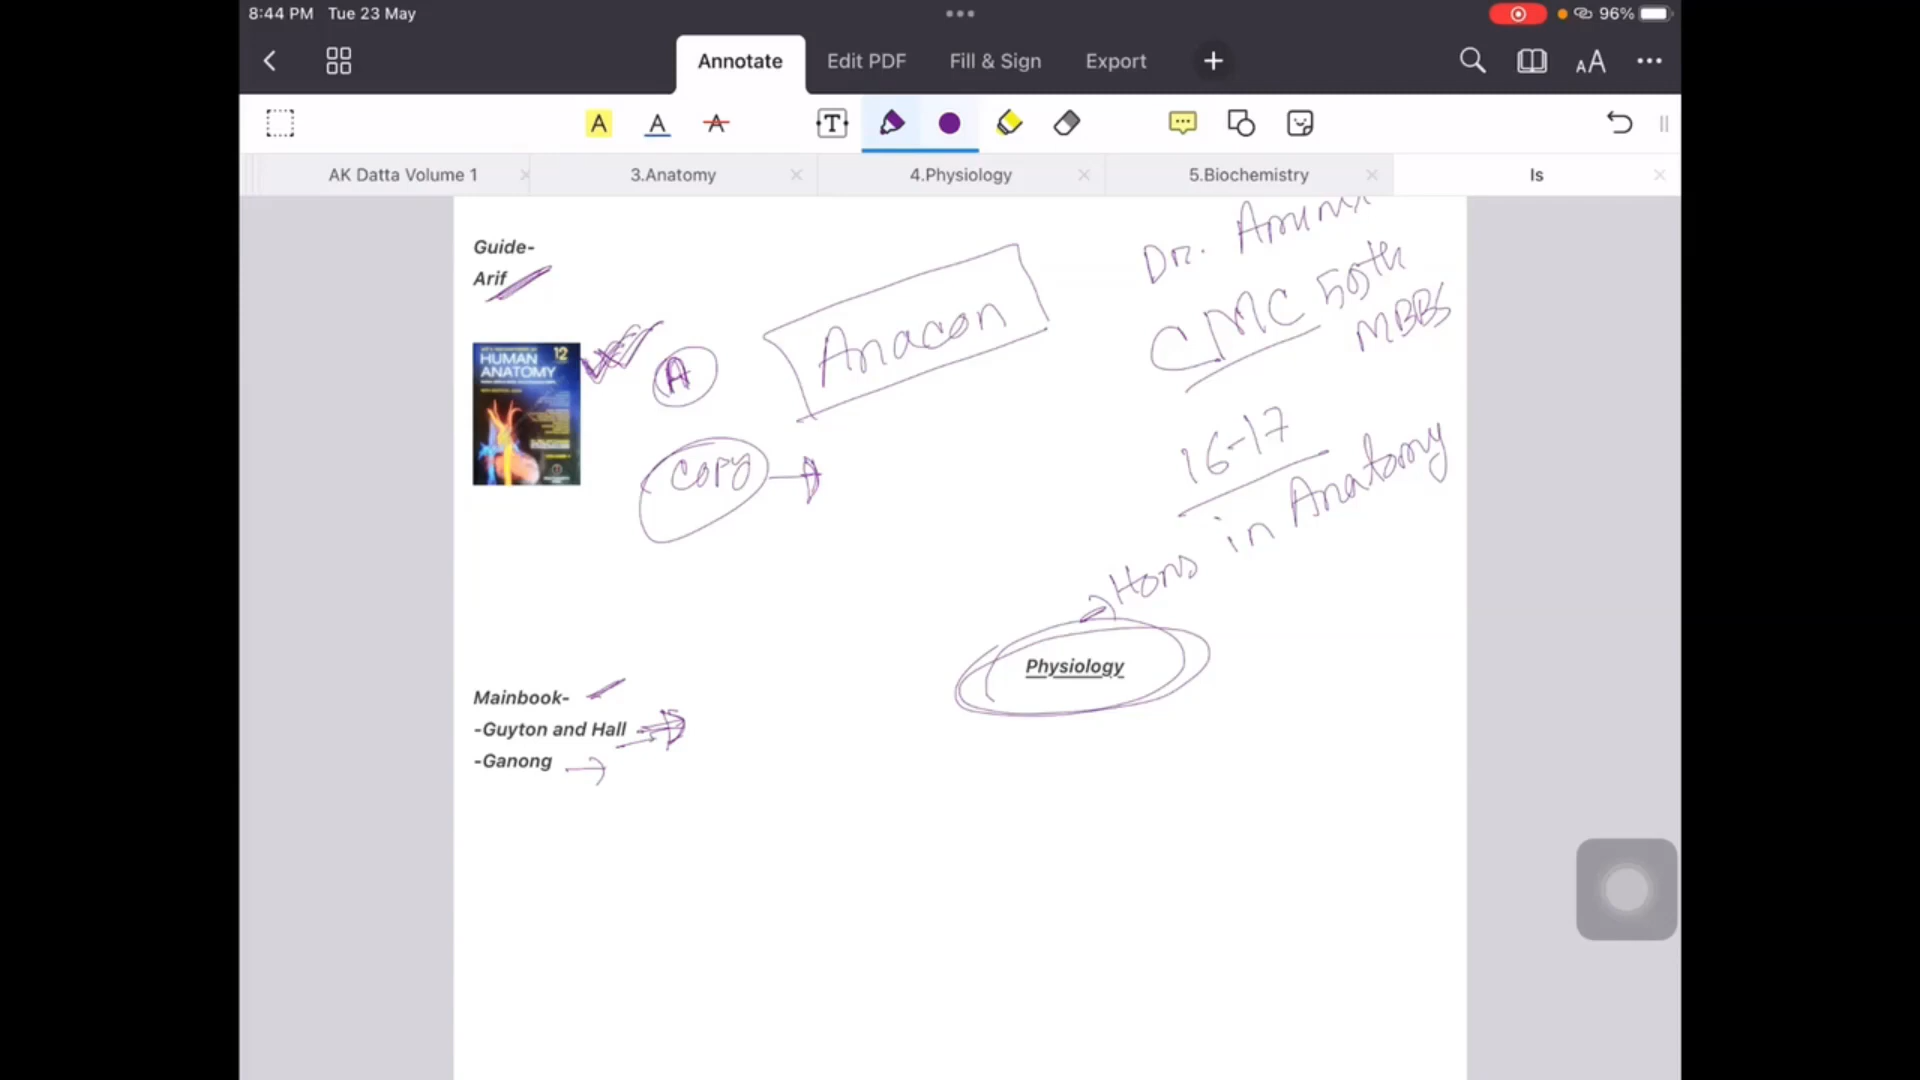 8:44 PM Tue 23 May
96%
Annotate Edit PDF Fill & Sign Export
AK Datta Volume 1 3.Anatomy 4.Physiology 5.Biochemistry Is
Guide-
Arif
HUMAN 12
ANATOMY
A
Copy
Anacon
Dr.
CMC 50th
MBBS
16-17
Hons in Anatomy
Physiology
Mainbook-
-Guyton and Hall
-Ganong